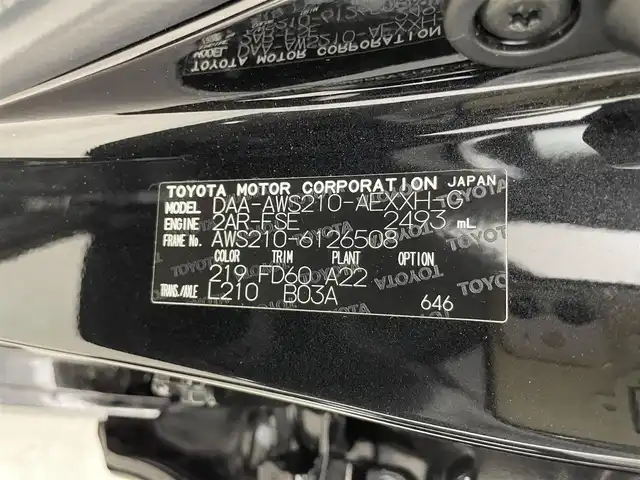 TOYOTA MOTOR CORPORATION JAPAN
MODEL DAA-AWS210-AEXXH-G
ENGINE 2AR-FSE 2493 mL
FRAME No. AWS210-6126508
COLOR TRIM PLANT OPTION
219 FD60 A22
TRANS./AXLE L210 B03A
646